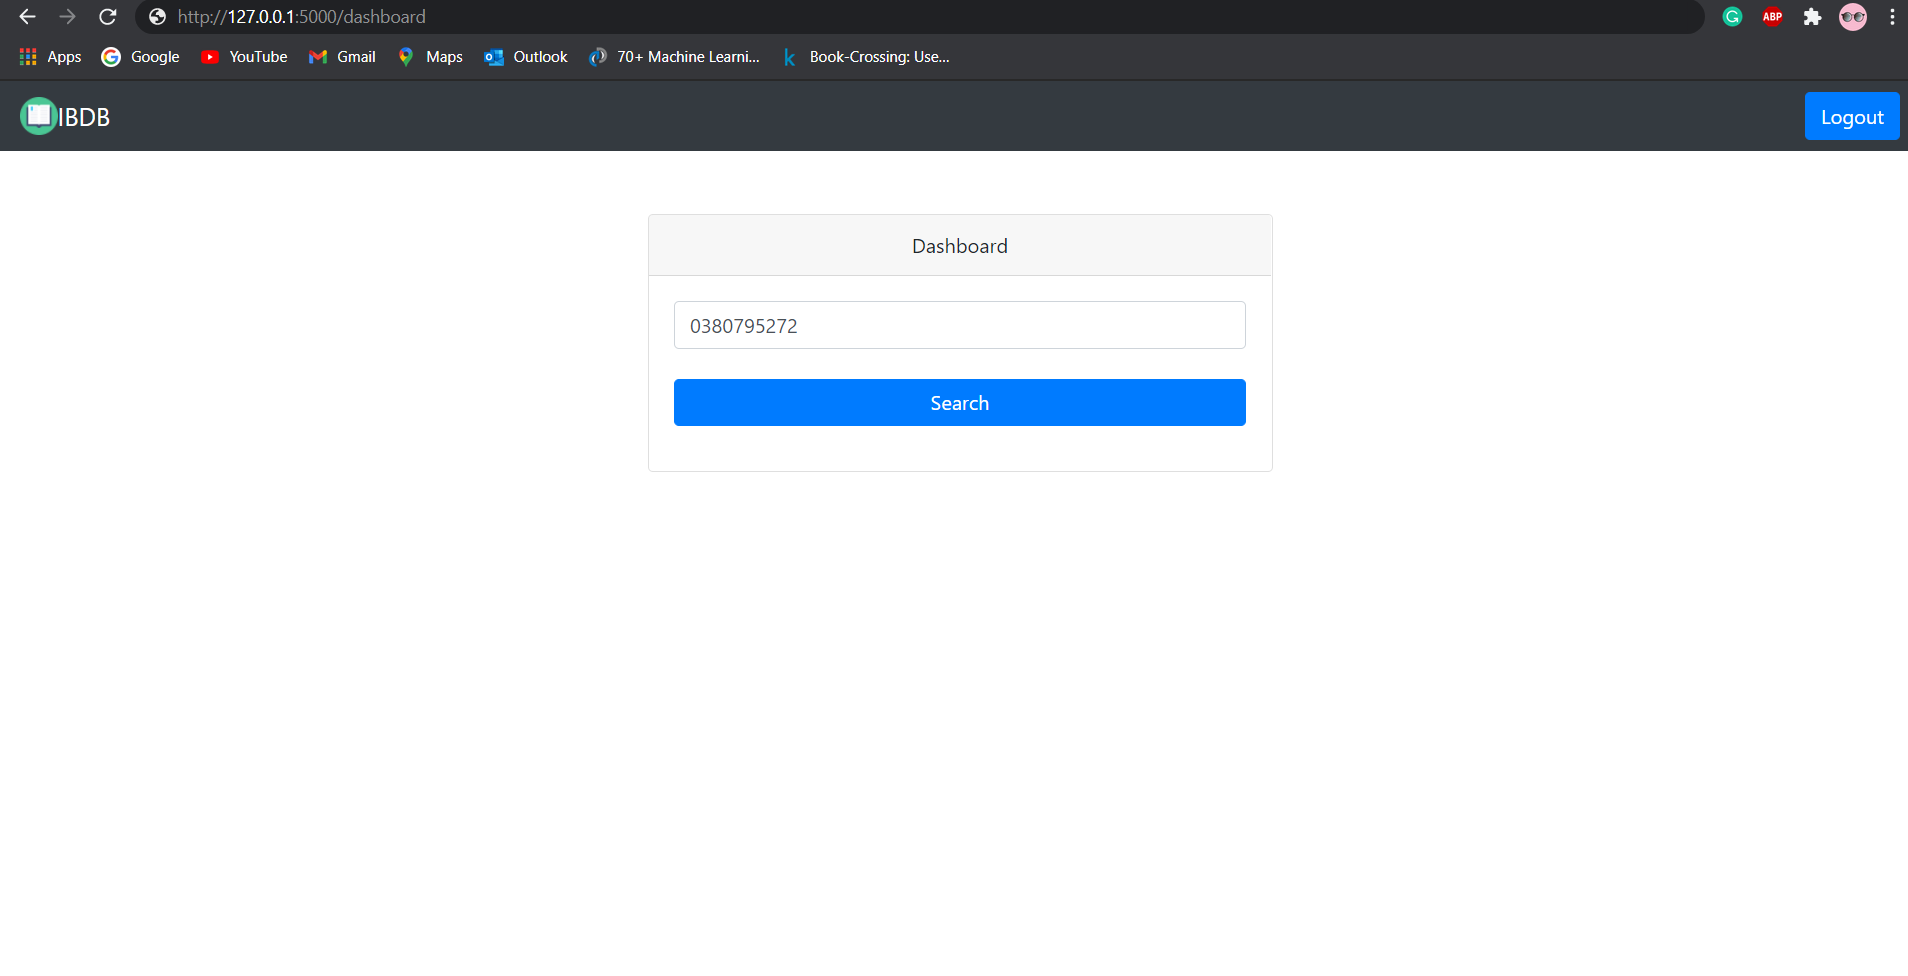 http://127.0.0.1:5000/dashboard
ABP
Apps Google YouTube Gmail Maps Outlook 70+ Machine Learni... k Book-Crossing: Use...
IBDB Logout
Dashboard
0380795272
Search